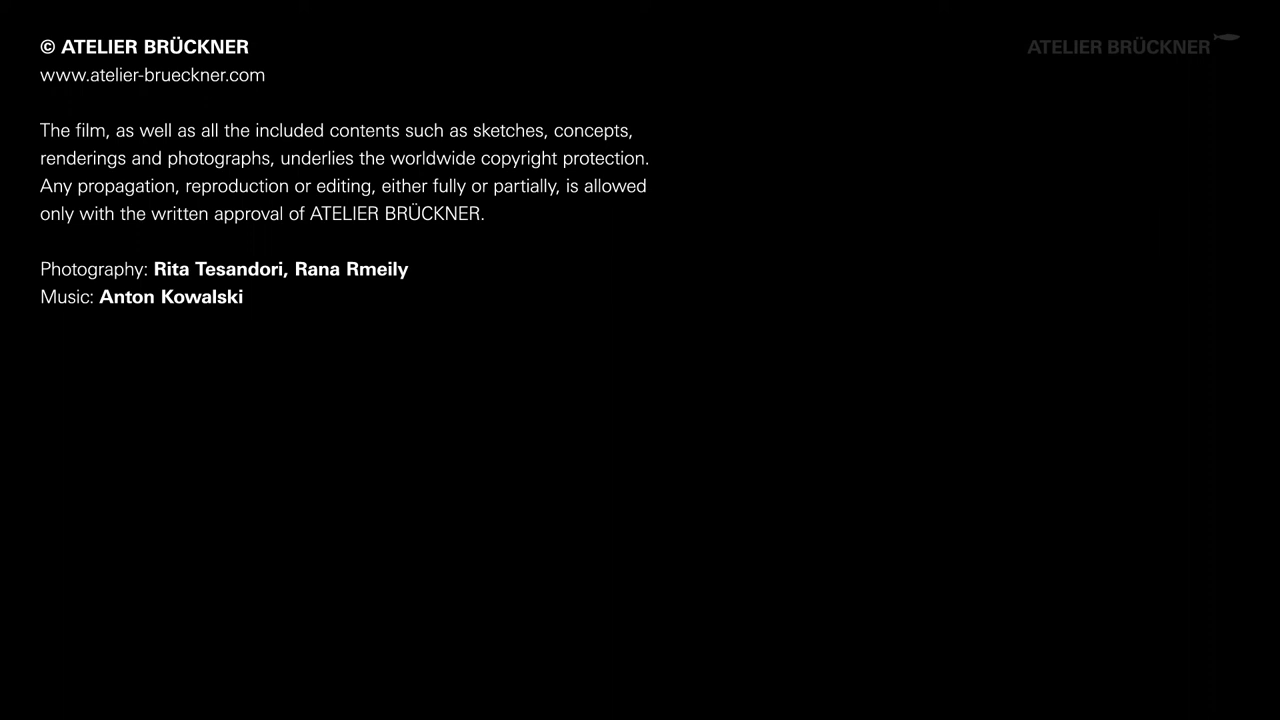 © ATELIER BRÜCKNER
ATELIER BRÜCKNER
www.atelier-brueckner.com
The film, as well as all the included contents such as sketches, concepts,
renderings and photographs, underlies the worldwide copyright protection.
Any propagation, reproduction or editing, either fully or partially, is allowed
only with the written approval of ATELIER BRÜCKNER.
Photography: Rita Tesandori, Rana Rmeily
Music: Anton Kowalski